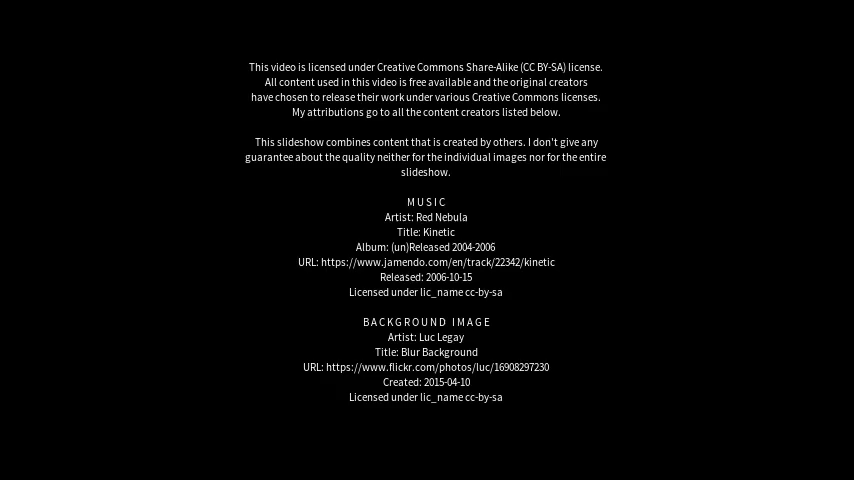 This video is licensed under Creative Commons Share-Alike (CC BY-SA) license.
All content used in this video is free available and the original creators
have chosen to release their work under various Creative Commons licenses.
My attributions go to all the content creators listed below.
This slideshow combines content that is created by others. I don't give any
guarantee about the quality neither for the individual images nor for the entire
slideshow.
MUSIC
Artist: Red Nebula
Title: Kinetic
Album: (un)Released 2004-2006
URL: https://www.jamendo.com/en/track/22342/kinetic
Released: 2006-10-15
Licensed under lic_name cc-by-sa
BACKGROUND IMAGE
Artist: Luc Legay
Title: Blur Background
URL: https://www.flickr.com/photos/luc/16908297230
Created: 2015-04-10
Licensed under lic_name cc-by-sa